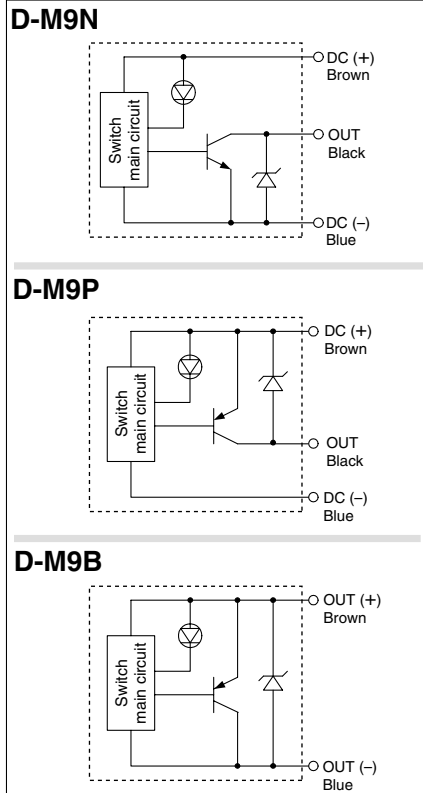 D-M9N
DC (+)
Brown
Switch
main circuit
OUT
Black
DC (–)
Blue
D-M9P
DC (+)
Brown
Switch
main circuit
OUT
Black
DC (–)
Blue
D-M9B
OUT (+)
Brown
Switch
main circuit
OUT (–)
Blue